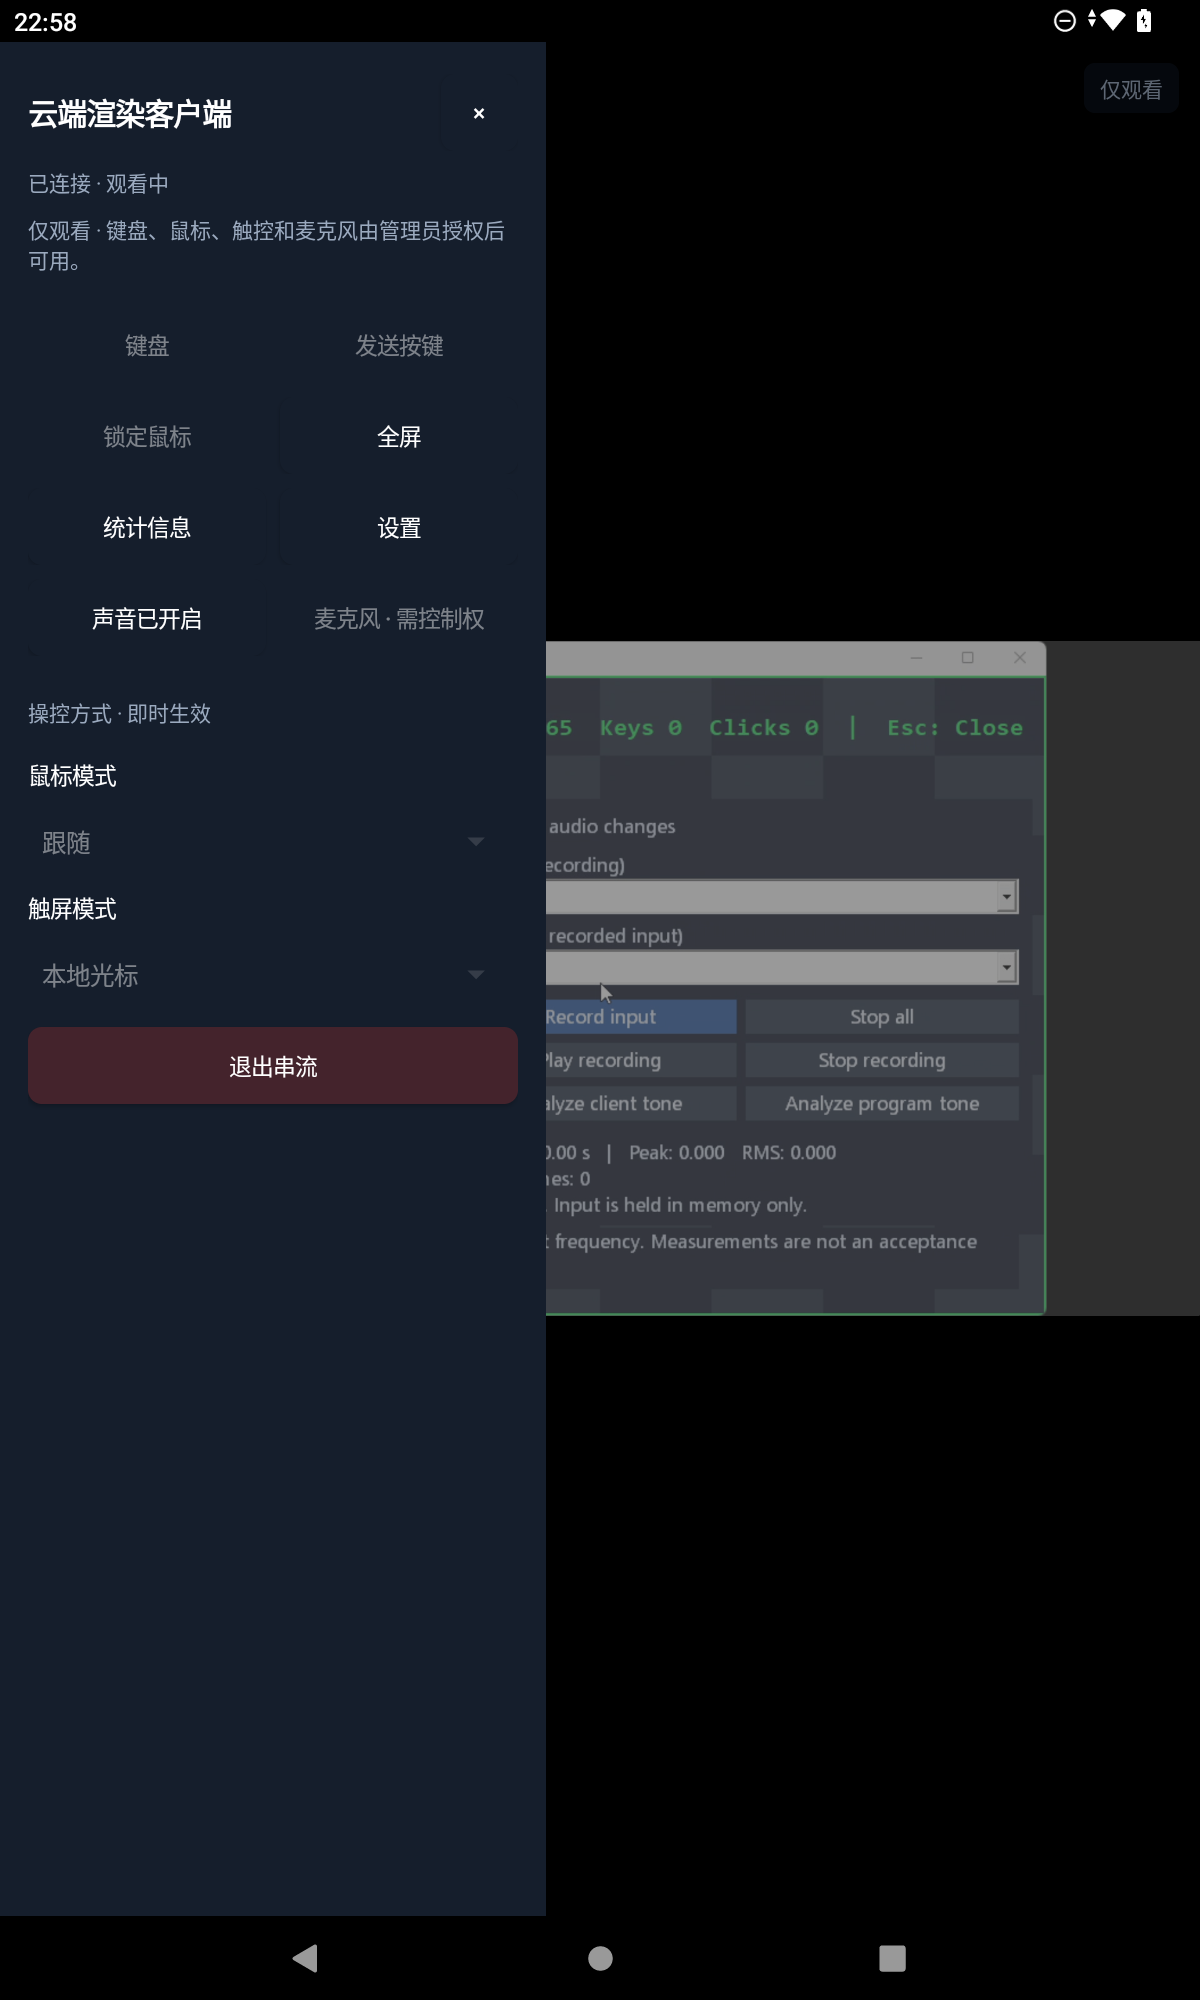 22:58
仅观看
云端渲染客户端
×
已连接 · 观看中
仅观看 · 键盘、鼠标、触控和麦克风由管理员授权后
可用。
键盘 发送按键
锁定鼠标 全屏
统计信息 设置
声音已开启 麦克风 · 需控制权
操控方式 · 即时生效
鼠标模式
跟随
触屏模式
本地光标
退出串流
65 Keys 0 Clicks 0 | Esc: Close
audio changes
ecording)
recorded input)
Record input Stop all
Play recording Stop recording
alyze client tone Analyze program tone
0.00 s | Peak: 0.000 RMS: 0.000
nes: 0
. Input is held in memory only.
t frequency. Measurements are not an acceptance